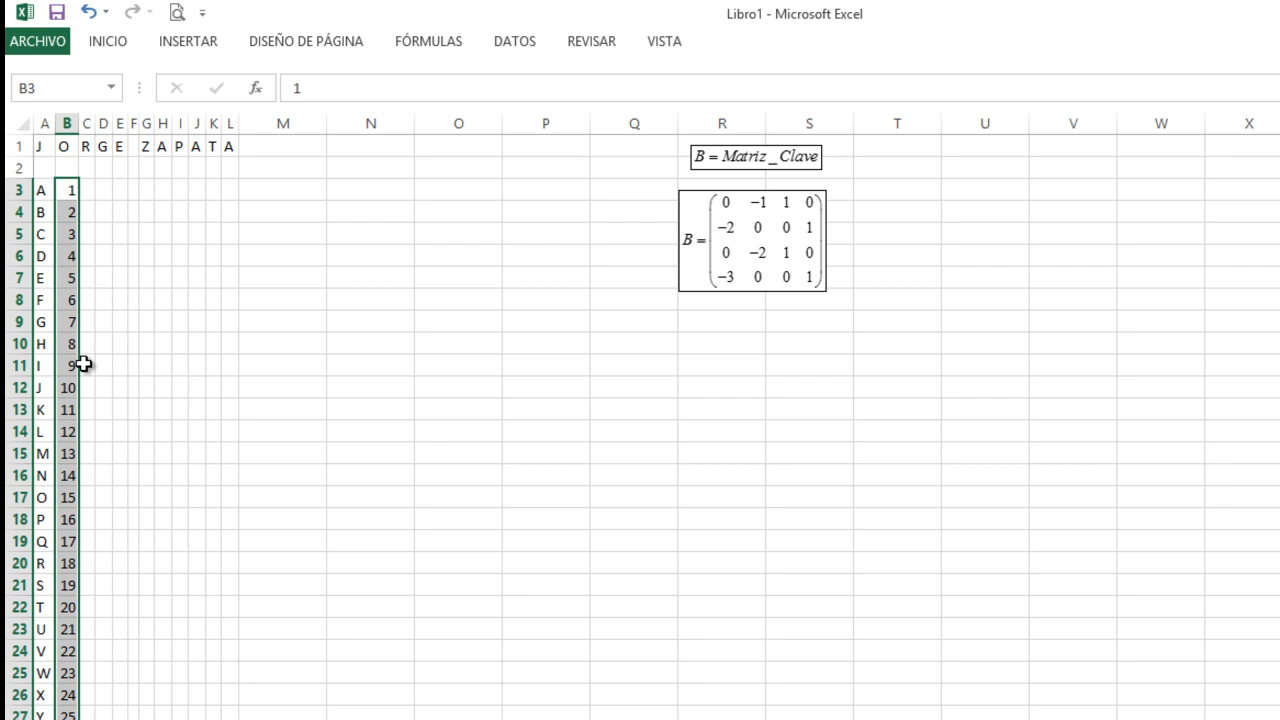 Libro1 - Microsoft Excel
ARCHIVO INICIO INSERTAR DISEÑO DE PÁGINA FÓRMULAS DATOS REVISAR VISTA
B3 fx 1
A B C D E F G H I J K L M N O P Q R S T U V W X
1 J O R G E Z A P A T A
B = Matriz_Clave
2
3 A 1
4 B 2
5 C 3
6 D 4
7 E 5
8 F 6
9 G 7
10 H 8
11 I 9
12 J 10
13 K 11
14 L 12
15 M 13
16 N 14
17 O 15
18 P 16
19 Q 17
20 R 18
21 S 19
22 T 20
23 U 21
24 V 22
25 W 23
26 X 24
27 Y 25
0 −1 1 0
B = −2 0 0 1
0 −2 1 0
−3 0 0 1